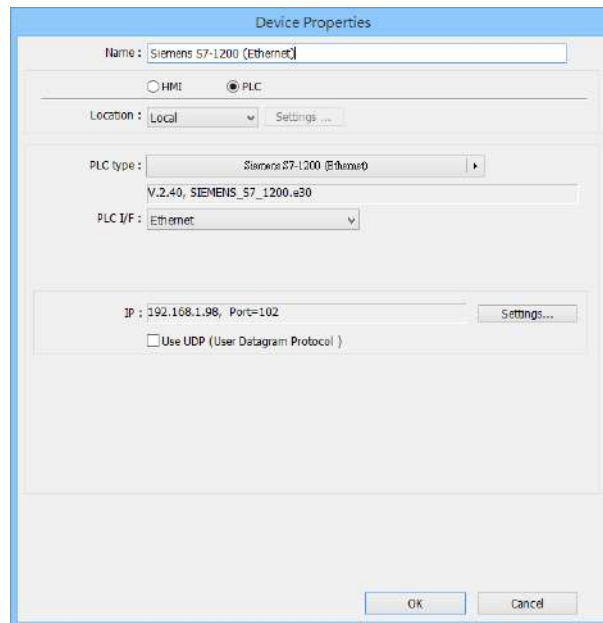 Device Properties
Name : Siemens S7-1200 (Ethernet)
HMI PLC
Location : Local Settings ...
PLC type : Siemens S7-1200 (Ethernet)
V.2.40, SIEMENS_S7_1200.e30
PLC I/F : Ethernet
IP : 192.168.1.98, Port=102 Settings...
Use UDP (User Datagram Protocol )
OK Cancel